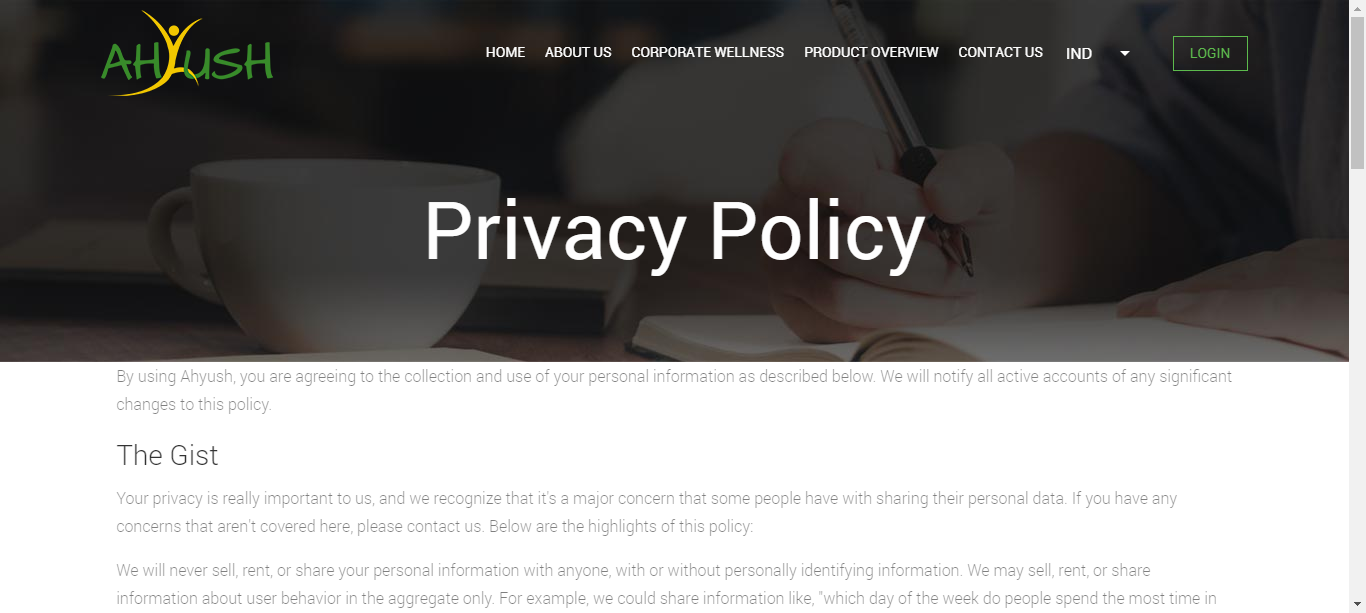 AHYUSH
HOME ABOUT US CORPORATE WELLNESS PRODUCT OVERVIEW CONTACT US IND LOGIN
Privacy Policy
By using Ahyush, you are agreeing to the collection and use of your personal information as described below. We will notify all active accounts of any significant
changes to this policy.
The Gist
Your privacy is really important to us, and we recognize that it's a major concern that some people have with sharing their personal data. If you have any
concerns that aren't covered here, please contact us. Below are the highlights of this policy:
We will never sell, rent, or share your personal information with anyone, with or without personally identifying information. We may sell, rent, or share
information about user behavior in the aggregate only. For example, we could share information like, "which day of the week do people spend the most time in